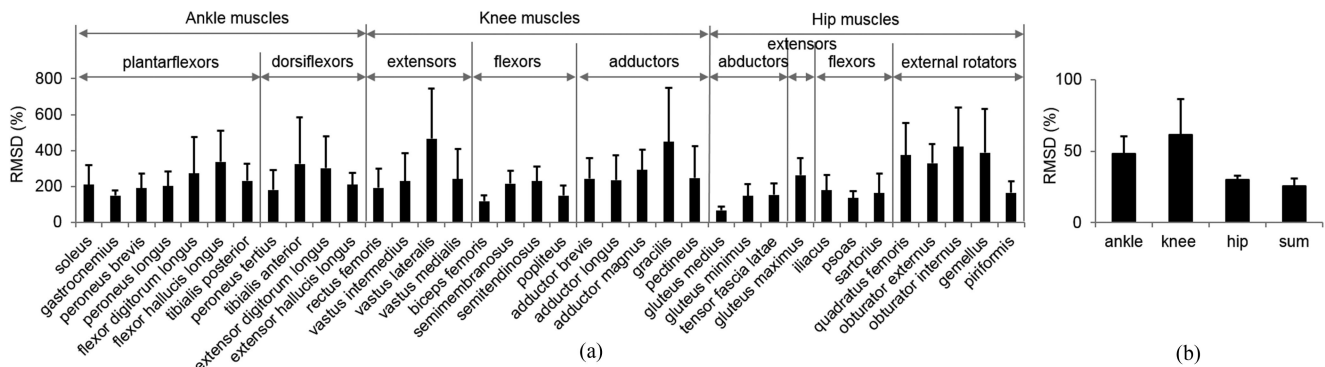 Ankle muscles Knee muscles Hip muscles
extensors
plantarflexors dorsiflexors extensors flexors adductors abductors flexors external rotators
RMSD (%)
800
600
400
200
0
soleus
gastrocnemius
peroneus brevis
peroneus longus
flexor digitorum longus
flexor hallucis longus
tibialis posterior
peroneus tertius
tibialis anterior
extensor digitorum longus
extensor hallucis longus
rectus femoris
vastus intermedius
vastus lateralis
vastus medialis
biceps femoris
semimembranosus
semitendinosus
popliteus
adductor brevis
adductor longus
adductor magnus
gracilis
pectineus
gluteus medius
gluteus minimus
tensor fascia latae
gluteus maximus
iliacus
psoas
sartorius
quadratus femoris
obturator externus
obturator internus
gemellus
piriformis
(a)
RMSD (%)
100
50
0
ankle knee hip sum
(b)